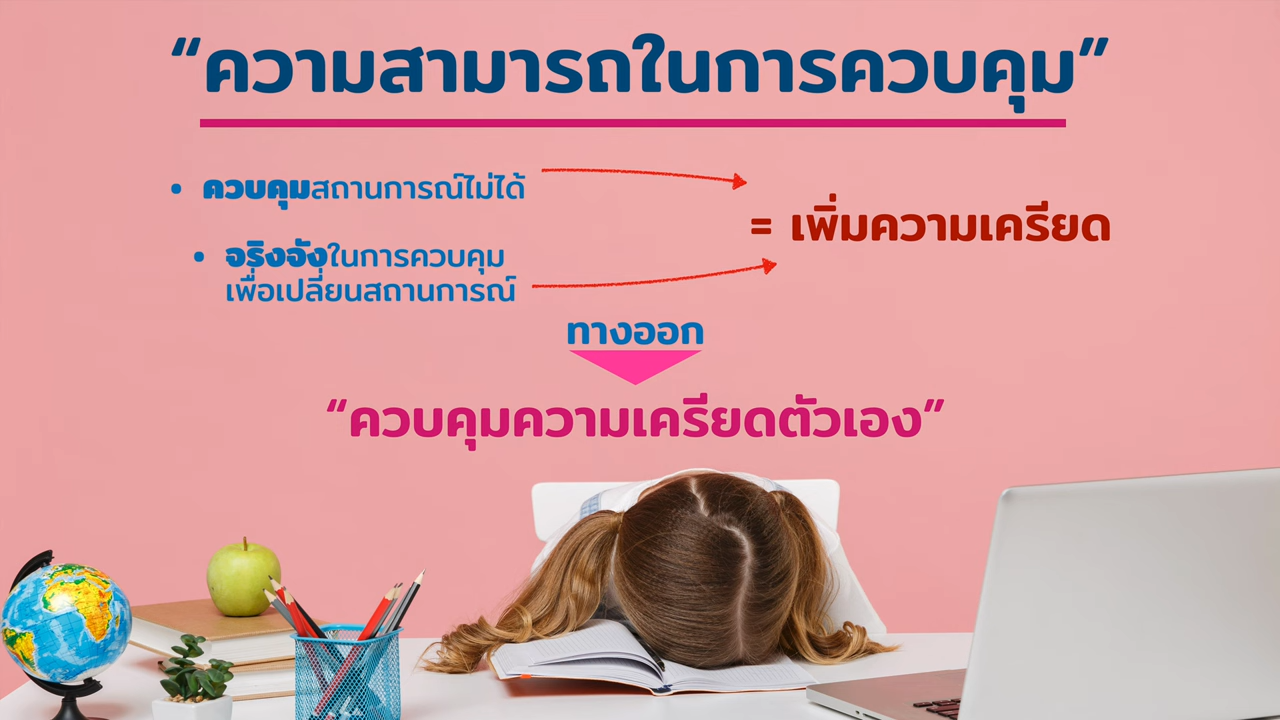 “ความสามารถในการควบคุม”
• ควบคุมสถานการณ์ไม่ได้
• จริงจังในการควบคุม
เพื่อเปลี่ยนสถานการณ์
= เพิ่มความเครียด
ทางออก
“ควบคุมความเครียดตัวเอง”